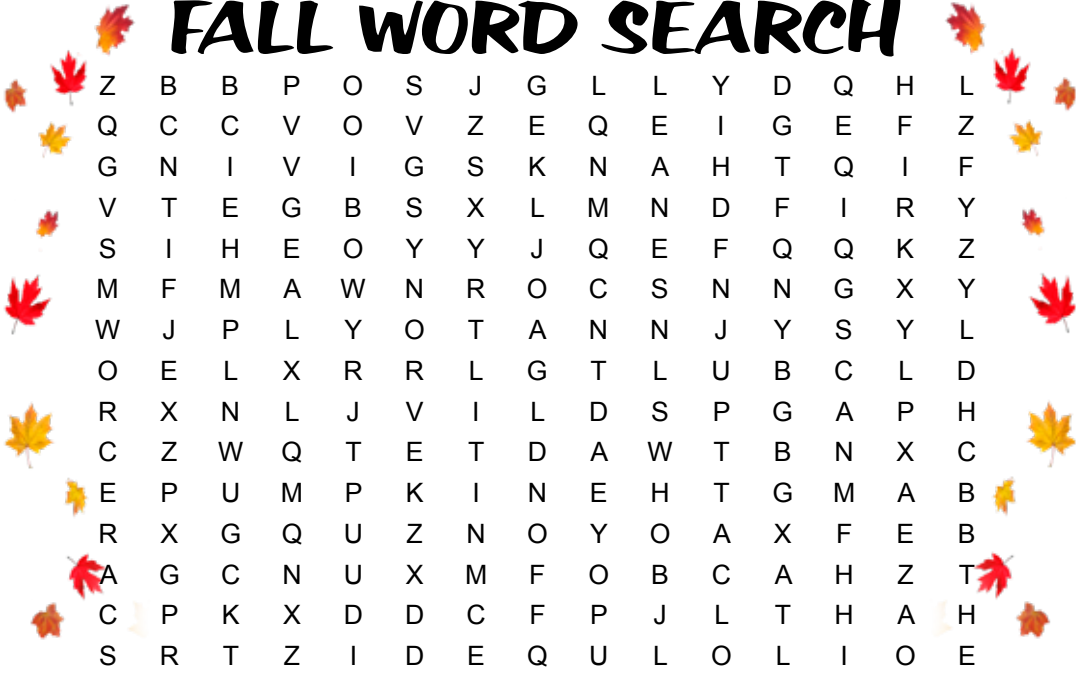 FALL WORD SEARCH
Z B B P O S J G L L Y D Q H L
Q C C V O V Z E Q E I G E F Z
G N I V I G S K N A H T Q I F
V T E G B S X L M N D F I R Y
S I H E O Y Y J Q E F Q Q K Z
M F M A W N R O C S N N G X Y
W J P L Y O T A N N J Y S Y L
O E L X R R L G T L U B C L D
R X N L J V I L D S P G A P H
C Z W Q T E T D A W T B N X C
E P U M P K I N E H T G M A B
R X G Q U Z N O Y O A X F E B
A G C N U X M F O B C A H Z T
C P K X D D C F P J L T H A H
S R T Z I D E Q U L O L I O E